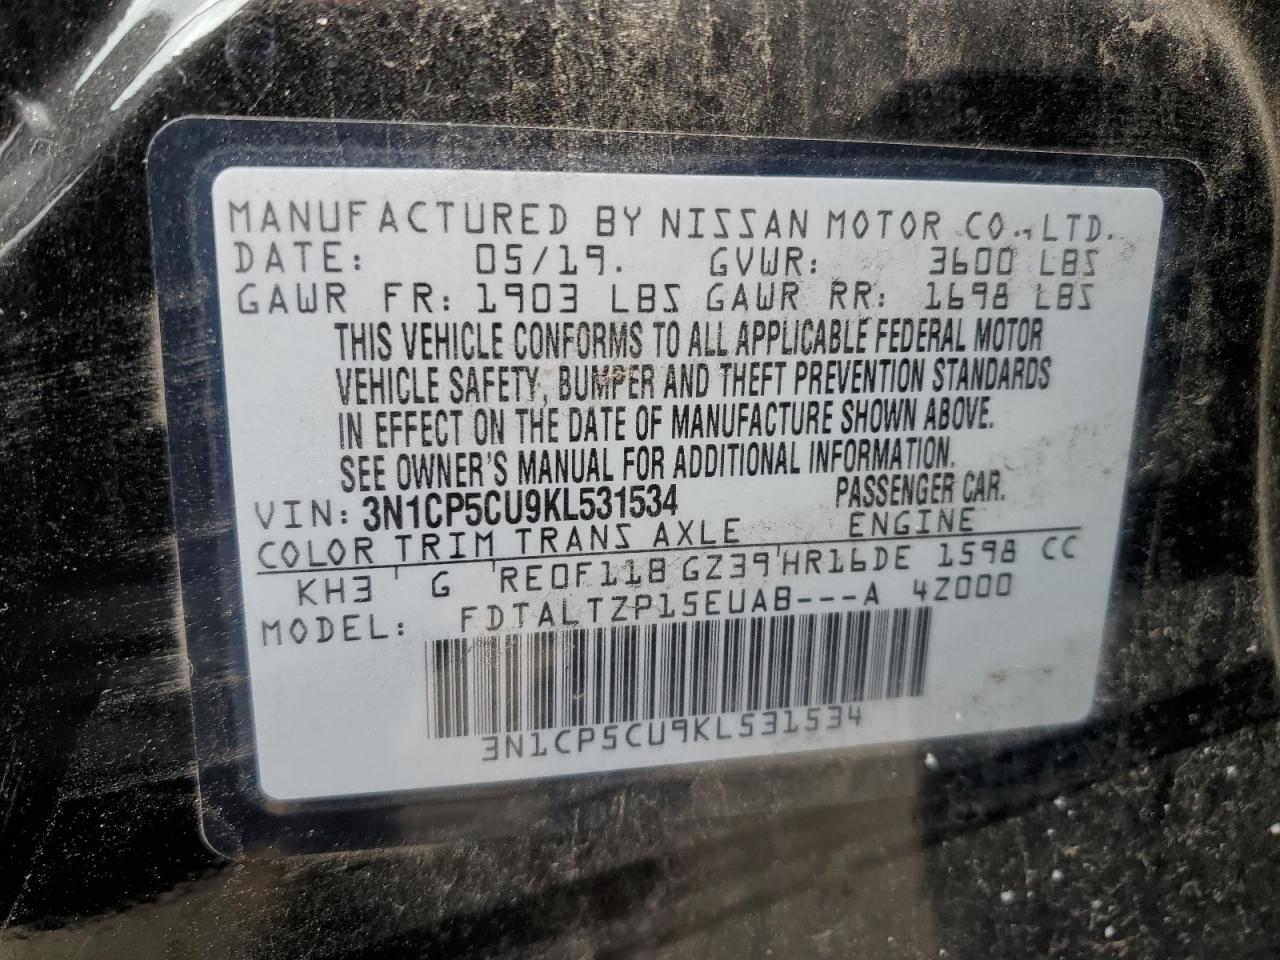 MANUFACTURED BY NISSAN MOTOR CO.,LTD.
DATE: 05/19. GVWR: 3600 LBS
GAWR FR: 1903 LBS GAWR RR: 1698 LBS
THIS VEHICLE CONFORMS TO ALL APPLICABLE FEDERAL MOTOR
VEHICLE SAFETY, BUMPER AND THEFT PREVENTION STANDARDS
IN EFFECT ON THE DATE OF MANUFACTURE SHOWN ABOVE.
SEE OWNER'S MANUAL FOR ADDITIONAL INFORMATION.
VIN: 3N1CP5CU9KL531534 PASSENGER CAR.
COLOR TRIM TRANS AXLE ENGINE
KH3 G RE0F11B GZ39 HR16DE 1598 CC
MODEL: FDTALTZP15EUAB---A 4Z000
3N1CP5CU9KL531534